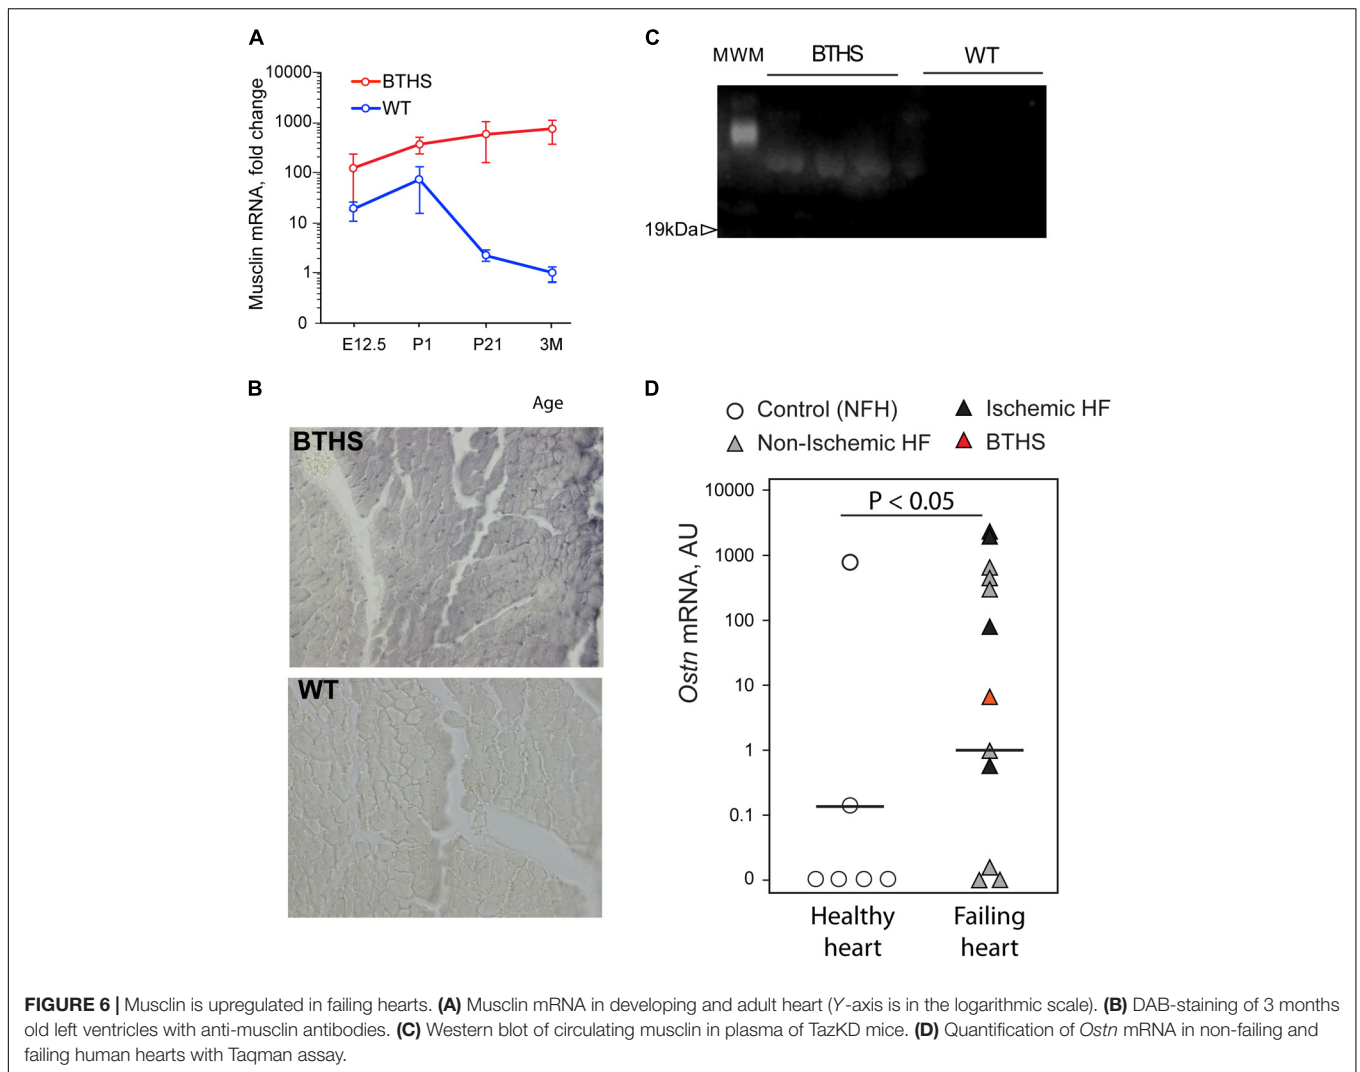 A
10000
1000
100
10
1
0
Musclin mRNA, fold change
BTHS
WT
E12.5 P1 P21 3M
Age
B
BTHS
WT
C
MWM BTHS WT
19kDa
D
Control (NFH)
Non-Ischemic HF
Ischemic HF
BTHS
P < 0.05
10000
1000
100
10
1
0.1
0
Ostn mRNA, AU
Healthy
heart
Failing
heart
FIGURE 6 | Musclin is upregulated in failing hearts. (A) Musclin mRNA in developing and adult heart (Y-axis is in the logarithmic scale). (B) DAB-staining of 3 months
old left ventricles with anti-musclin antibodies. (C) Western blot of circulating musclin in plasma of TazKD mice. (D) Quantification of Ostn mRNA in non-failing and
failing human hearts with Taqman assay.